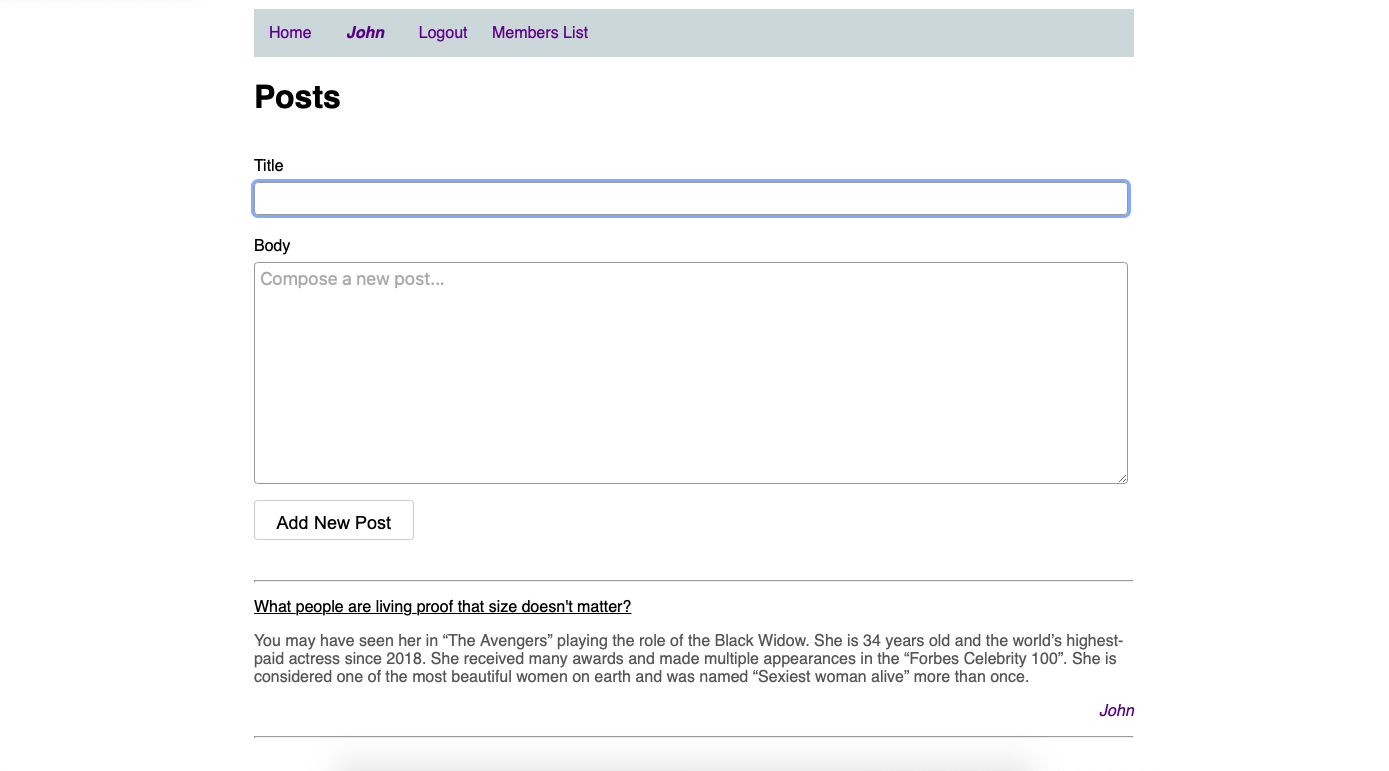 Home John Logout Members List
Posts
Title
Body
Compose a new post...
Add New Post
What people are living proof that size doesn't matter?
You may have seen her in “The Avengers” playing the role of the Black Widow. She is 34 years old and the world’s highest-
paid actress since 2018. She received many awards and made multiple appearances in the “Forbes Celebrity 100”. She is
considered one of the most beautiful women on earth and was named “Sexiest woman alive” more than once.
John